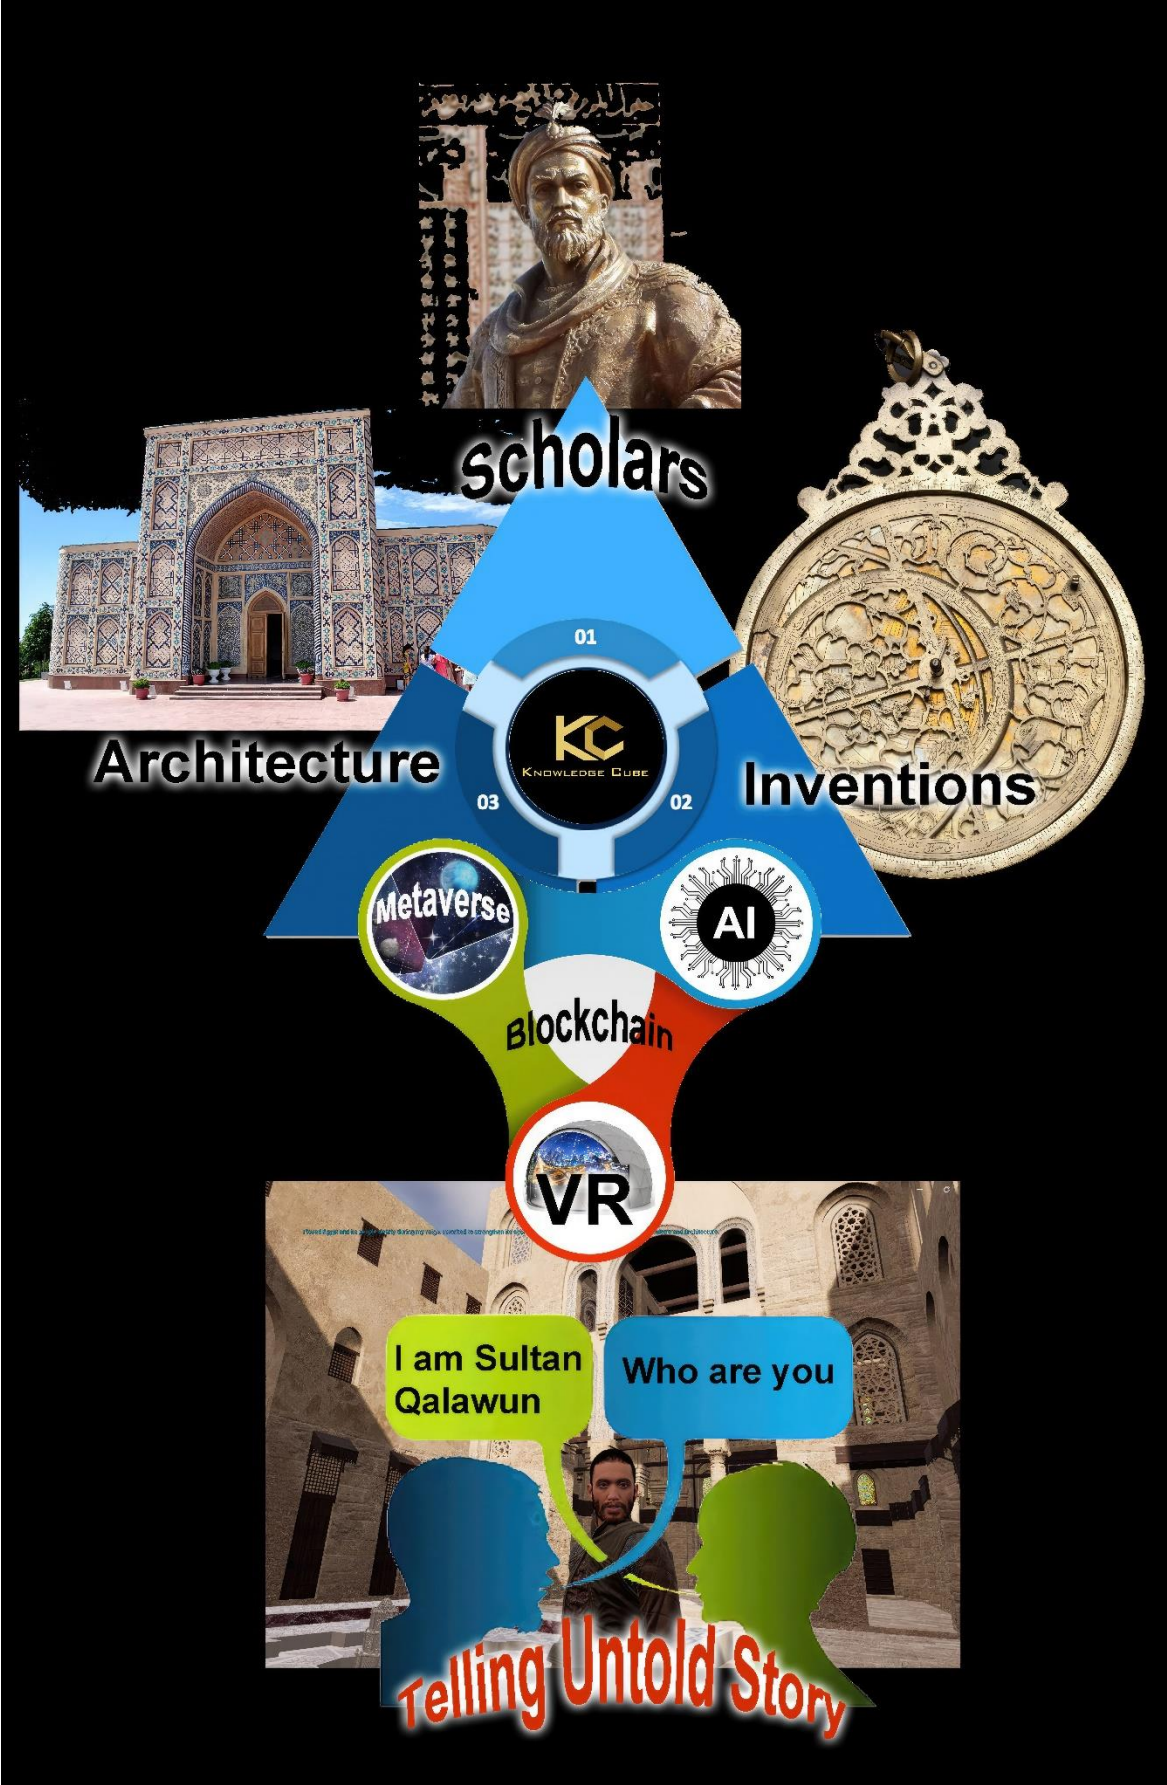 Scholars
01
KC
KNOWLEDGE CUBE
Architecture
Inventions
03
02
Metaverse
AI
Blockchain
VR
I am Sultan
Qalawun
Who are you
Telling Untold Story